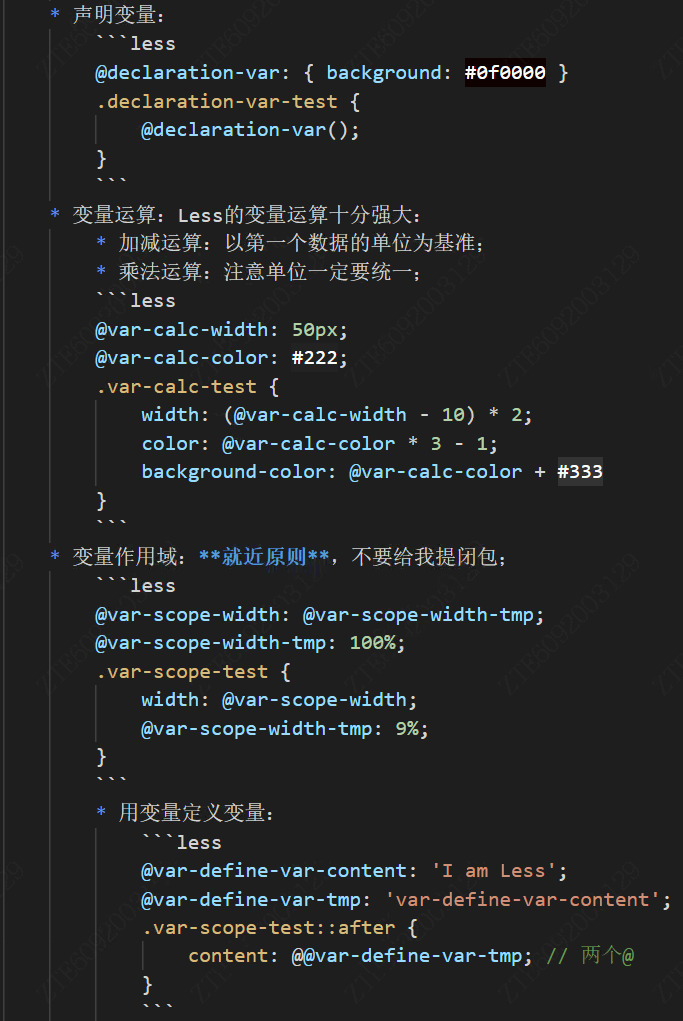 * 声明变量:
```less
@declaration-var: { background: #0f0000 }
.declaration-var-test {
@declaration-var();
}
```
* 变量运算: Less的变量运算十分强大:
* 加减运算: 以第一个数据的单位为基准;
* 乘法运算: 注意单位一定要统一;
```less
@var-calc-width: 50px;
@var-calc-color: #222;
.var-calc-test {
width: (@var-calc-width - 10) * 2;
color: @var-calc-color * 3 - 1;
background-color: @var-calc-color + #333
}
```
* 变量作用域: **就近原则**, 不要给我提闭包;
```less
@var-scope-width: @var-scope-width-tmp;
@var-scope-width-tmp: 100%;
.var-scope-test {
width: @var-scope-width;
@var-scope-width-tmp: 9%;
}
```
* 用变量定义变量:
```less
@var-define-var-content: 'I am Less';
@var-define-var-tmp: 'var-define-var-content';
.var-scope-test::after {
content: @@var-define-var-tmp; // 两个@
}
```